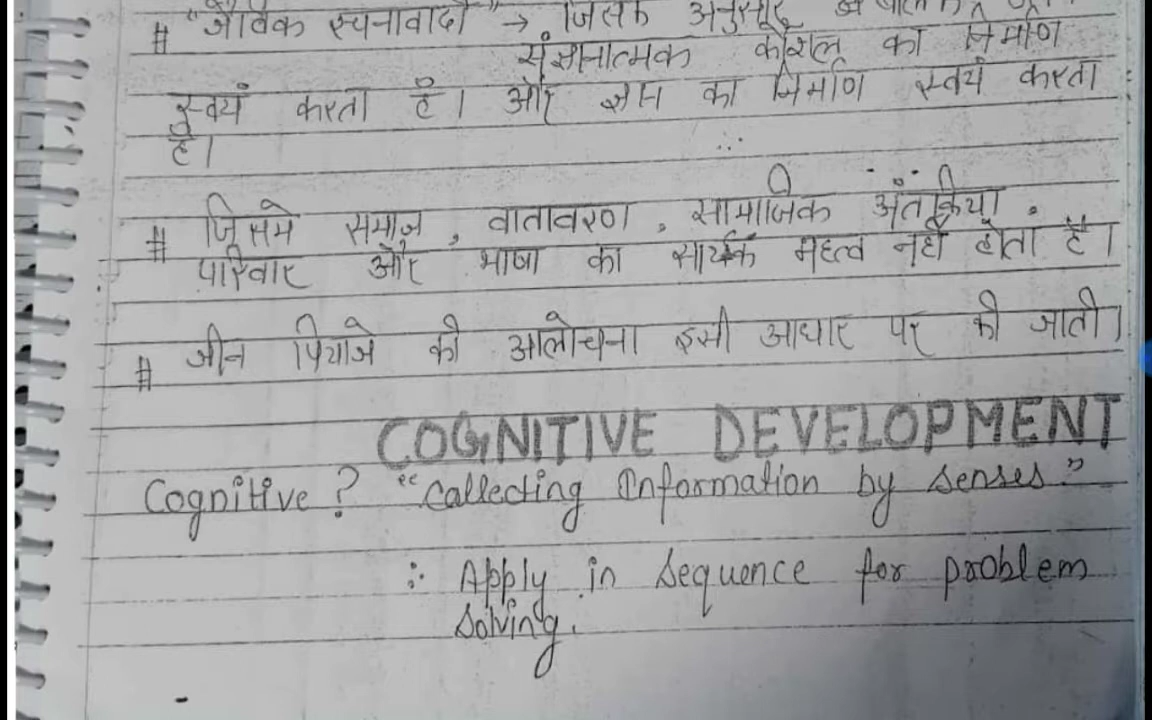 # "जैविक रचनावादी" → जिसके अनुसार
संज्ञानात्मक कौशल का निर्माण
स्वयं करता है। और ज्ञान का निर्माण स्वयं करता
है।
# जिसमे समाज, वातावरण, सामाजिक अंतक्रिया,
परिवार और भाषा का सार्थक महत्व नही होता है।
# जीन पियाजे की आलोचना इसी आधार पर की जाती।
COGNITIVE DEVELOPMENT
Cognitive? "Collecting Information by senses"
∴ Apply in Sequence for problem
Solving.